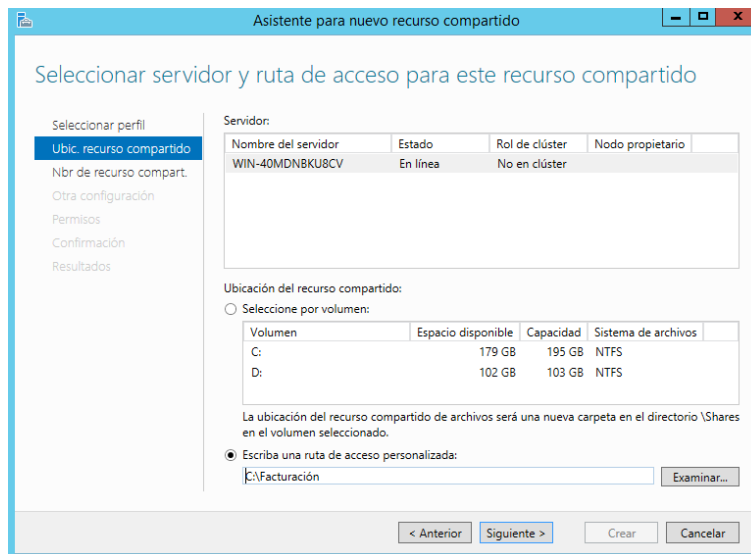 Asistente para nuevo recurso compartido
Seleccionar servidor y ruta de acceso para este recurso compartido
Seleccionar perfil
Ubic. recurso compartido
Nbr de recurso compart.
Otra configuración
Permisos
Confirmación
Resultados
Servidor:
Nombre del servidor Estado Rol de clúster Nodo propietario
WIN-40MDNBKU8CV En línea No en clúster
Ubicación del recurso compartido:
Seleccione por volumen:
Volumen Espacio disponible Capacidad Sistema de archivos
C: 179 GB 195 GB NTFS
D: 102 GB 103 GB NTFS
La ubicación del recurso compartido de archivos será una nueva carpeta en el directorio \Shares
en el volumen seleccionado.
Escriba una ruta de acceso personalizada:
C:\Facturación Examinar...
< Anterior Siguiente > Crear Cancelar